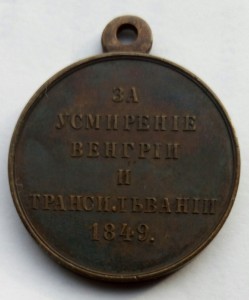 ЗА
УСМИРЕНІЕ
ВЕНГРІИ
И
ТРАНСИЛЬВАНІИ
1849.